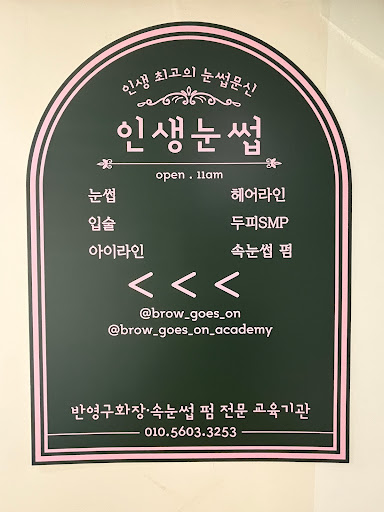 인생 최고의 눈썹문신
인생눈썹
open . 11am
눈썹 헤어라인
입술 두피SMP
아이라인 속눈썹 펌
< < <
@brow_goes_on
@brow_goes_on_academy
반영구화장·속눈썹 펌 전문 교육기관
010.5603.3253